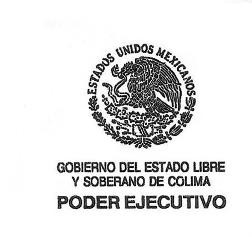 ESTADOS UNIDOS MEXICANOS
GOBIERNO DEL ESTADO LIBRE
Y SOBERANO DE COLIMA
PODER EJECUTIVO